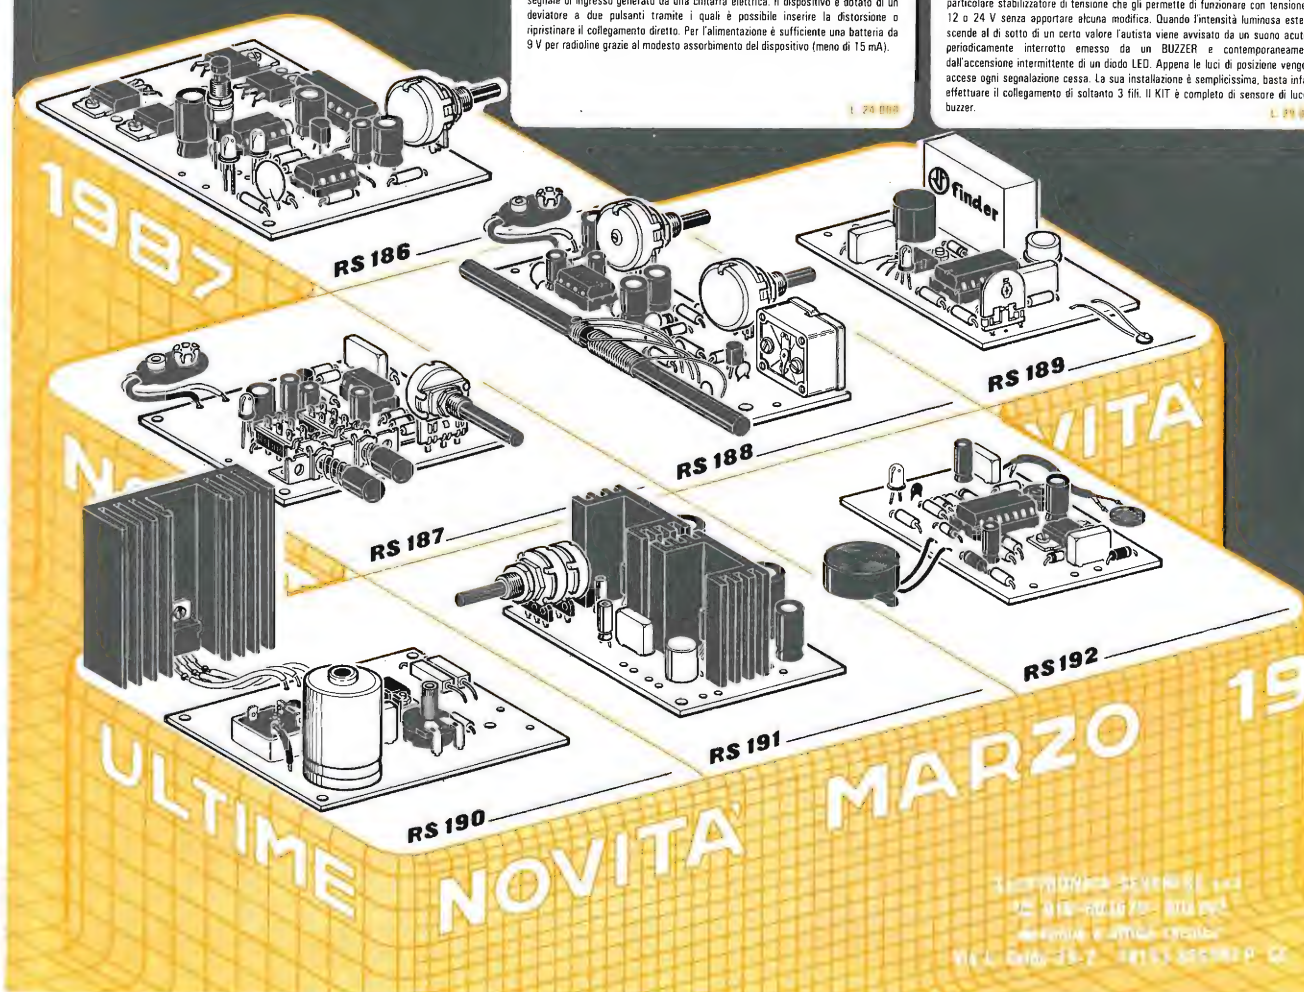 segnale di ingresso generato da una chitarra elettrica. Il dispositivo è dotato di un
deviatore a due pulsanti tramite i quali è possibile inserire la distorsione o
ripristinare il collegamento diretto. Per l'alimentazione è sufficiente una batteria da
9 V per radioline grazie al modesto assorbimento del dispositivo (meno di 15 mA).
L. 24 000
particolare stabilizzatore di tensione che gli permette di funzionare con tensione
12 o 24 V senza apportare alcuna modifica. Quando l'intensità luminosa este
scende al di sotto di un certo valore l'autista viene avvisato da un suono acut
periodicamente interrotto emesso da un BUZZER e contemporaneame
dall'accensione intermittente di un diodo LED. Appena le luci di posizione venge
accese ogni segnalazione cessa. La sua installazione è semplicissima, basta infa
effettuare il collegamento di soltanto 3 fili. Il KIT è completo di sensore di luc
buzzer.
1987
RS 186
finder
RS 189
RS 188
VITA'
No
RS 187
RS 192
RS 191
19
RS 190
ULTIME NOVITA' MARZO